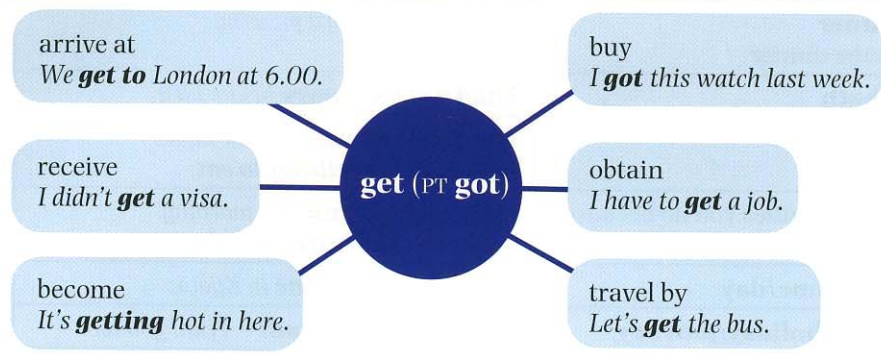 arrive at
We get to London at 6.00.
buy
I got this watch last week.
receive
I didn't get a visa.
get (PT got)
obtain
I have to get a job.
become
It's getting hot in here.
travel by
Let's get the bus.